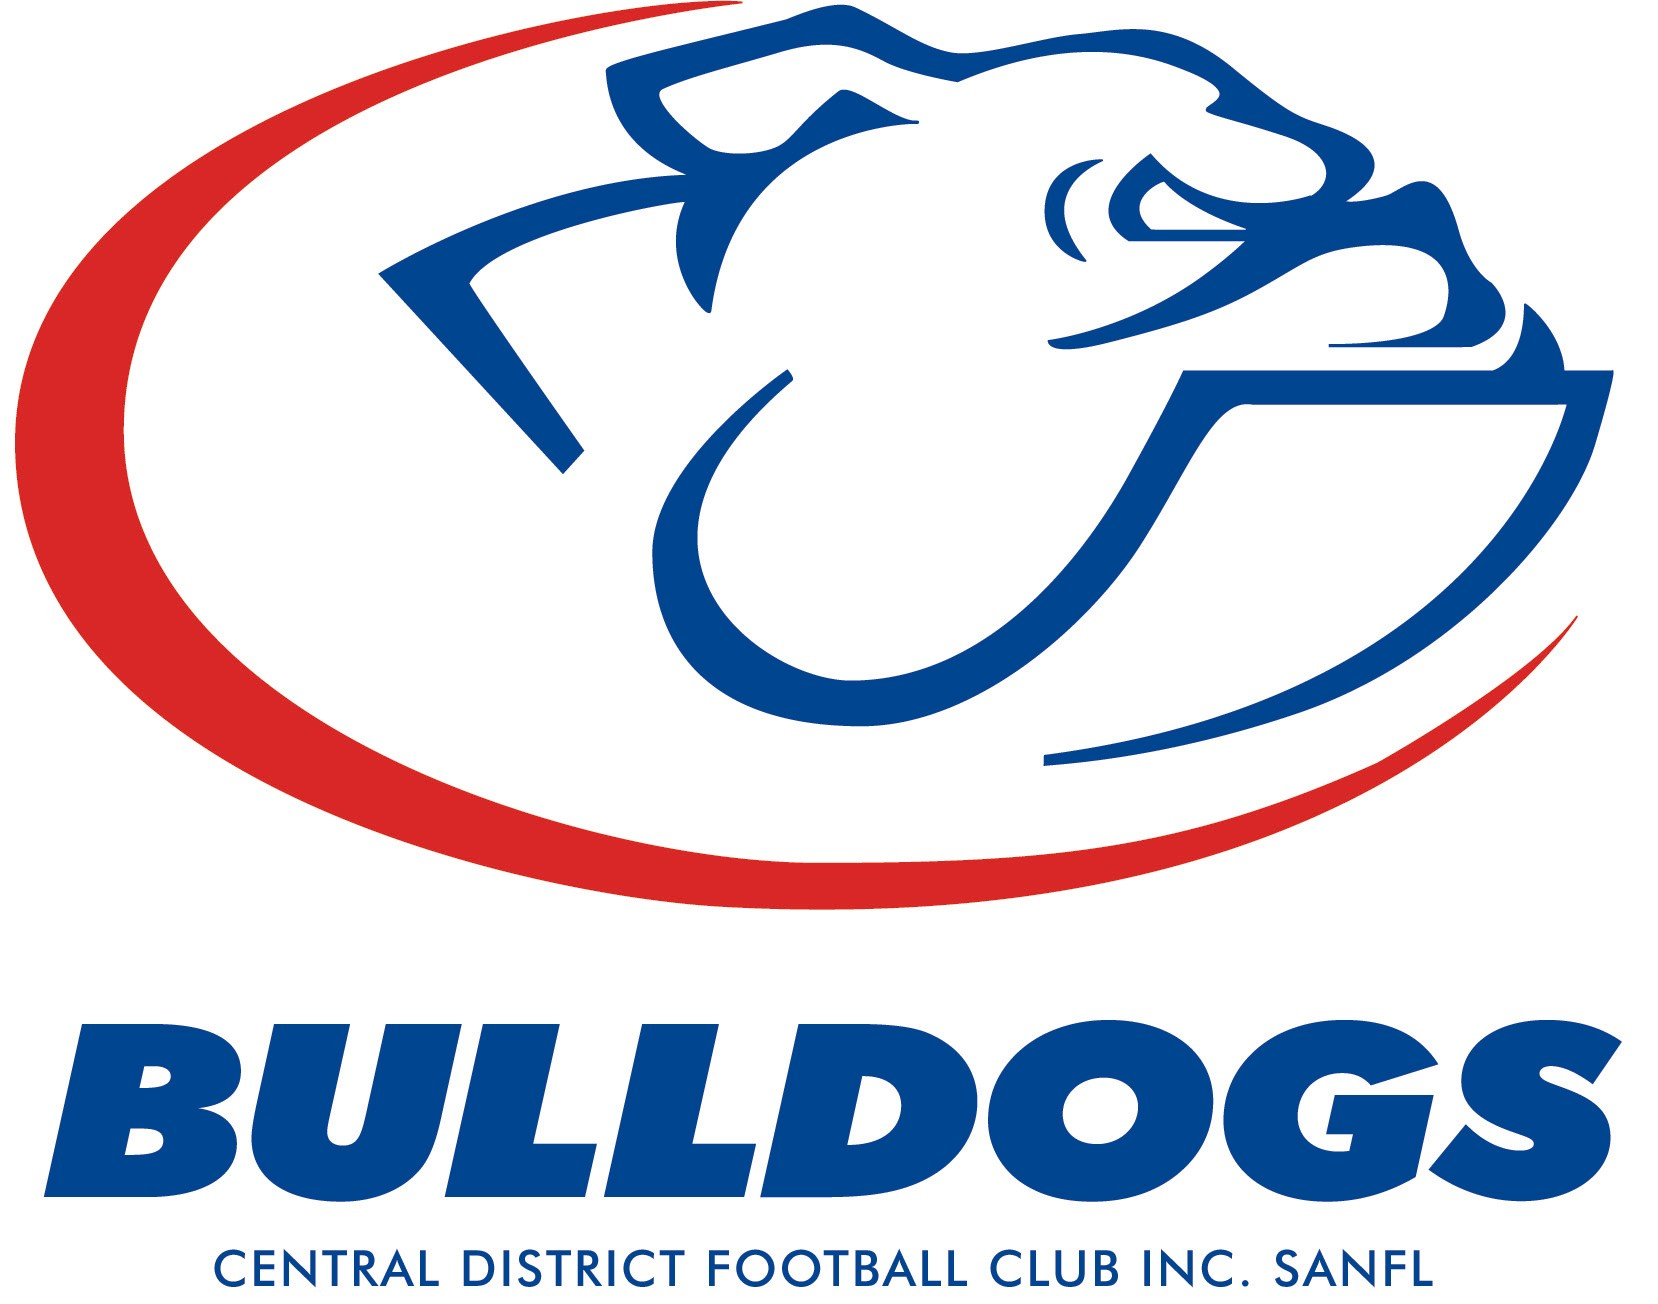 BULLDOGS
CENTRAL DISTRICT FOOTBALL CLUB INC. SANFL